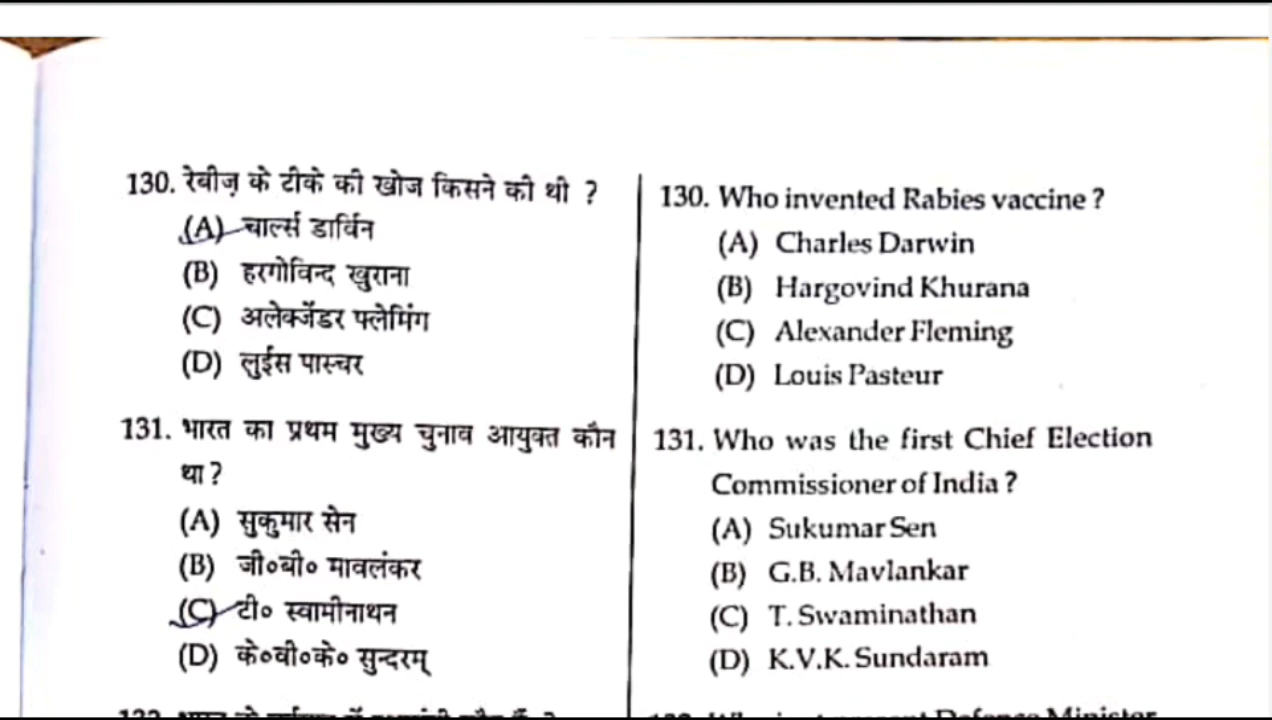 130. रेबीज़ के टीके की खोज किसने की थी ?
(A) चार्ल्स डार्विन
(B) हरगोविन्द खुराना
(C) अलेक्जेंडर फ्लेमिंग
(D) लुईस पास्चर
131. भारत का प्रथम मुख्य चुनाव आयुक्त कौन
था ?
(A) सुकुमार सेन
(B) जी०बी० मावलंकर
(C) टी० स्वामीनाथन
(D) के०वी०के० सुन्दरम्
130. Who invented Rabies vaccine ?
(A) Charles Darwin
(B) Hargovind Khurana
(C) Alexander Fleming
(D) Louis Pasteur
131. Who was the first Chief Election
Commissioner of India ?
(A) Sukumar Sen
(B) G.B. Mavlankar
(C) T. Swaminathan
(D) K.V.K. Sundaram